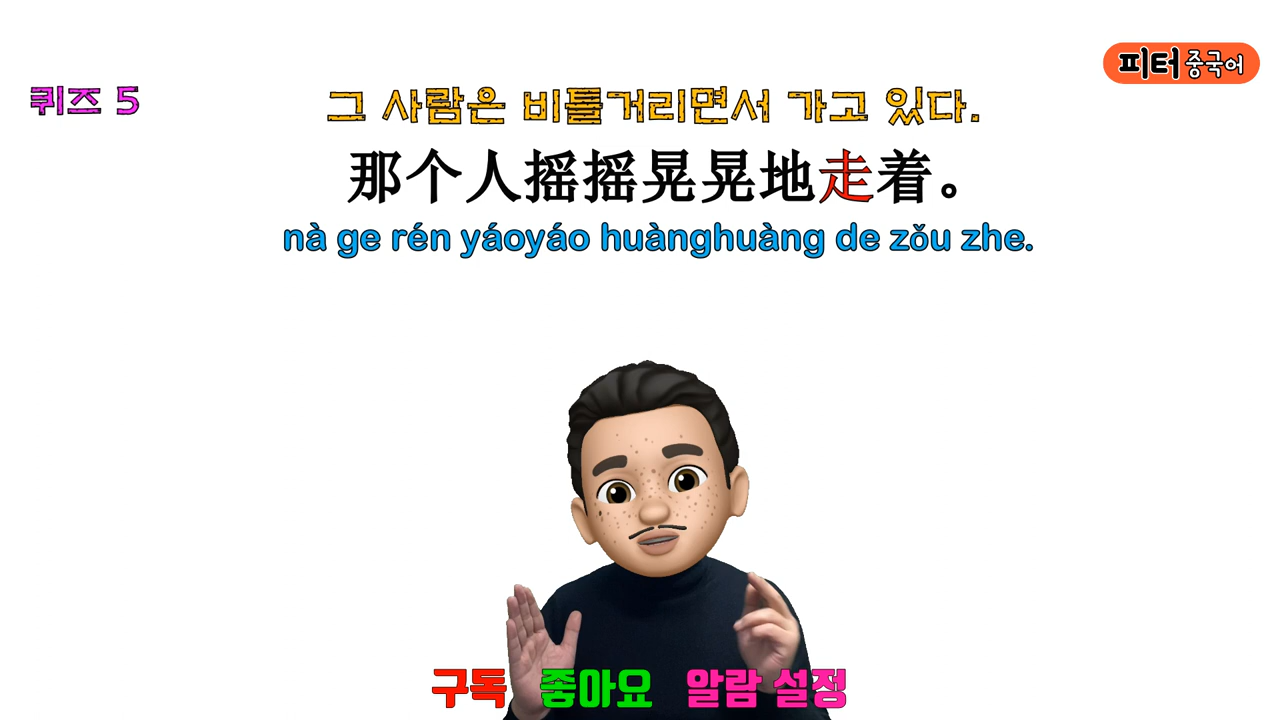 피터 중국어
퀴즈 5
그 사람은 비틀거리면서 가고 있다.
那个人摇摇晃晃地走着。
nà ge rén yáoyáo huànghuàng de zǒu zhe.
구독 좋아요 알람 설정